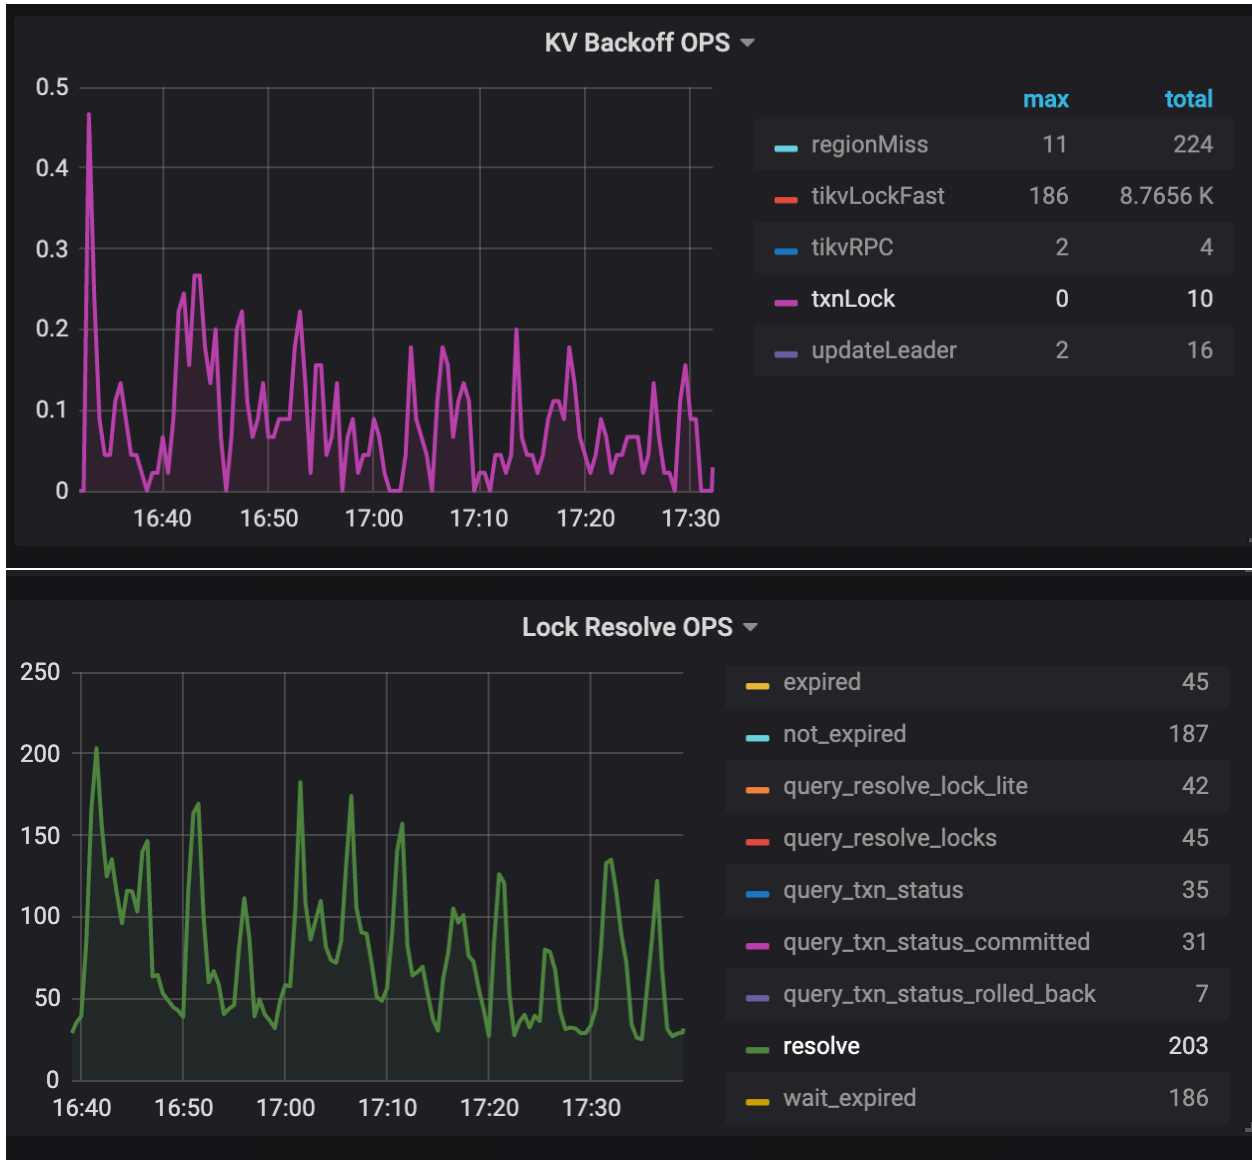 KV Backoff OPS
0.5
0.4
0.3
0.2
0.1
0
16:40 16:50 17:00 17:10 17:20 17:30
max total
regionMiss 11 224
tikvLockFast 186 8.7656 K
tikvRPC 2 4
txnLock 0 10
updateLeader 2 16
Lock Resolve OPS
250
200
150
100
50
0
16:40 16:50 17:00 17:10 17:20 17:30
expired 45
not_expired 187
query_resolve_lock_lite 42
query_resolve_locks 45
query_txn_status 35
query_txn_status_committed 31
query_txn_status_rolled_back 7
resolve 203
wait_expired 186